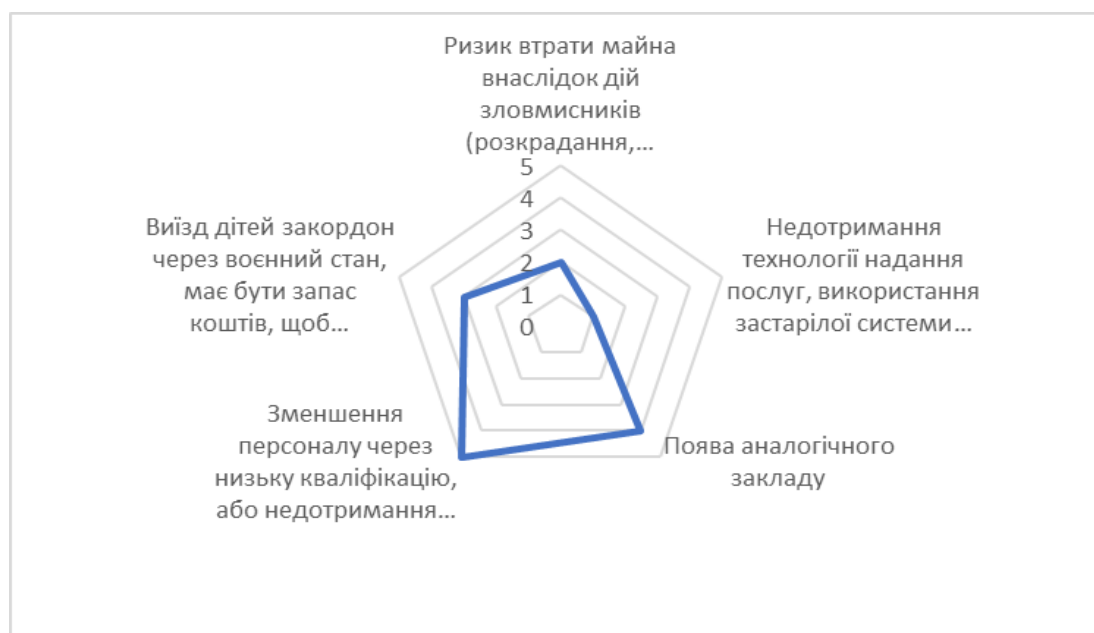 Ризик втрати майна
внаслідок дій
зловмисників
(розкрадання,...
5
4
3
2
1
0
Недотримання
технології надання
послуг, використання
застарілої системи...
Поява аналогічного
закладу
Зменшення
персоналу через
низьку кваліфікацію,
або недотримання...
Виїзд дітей закордон
через воєнний стан,
має бути запас
коштів, щоб...